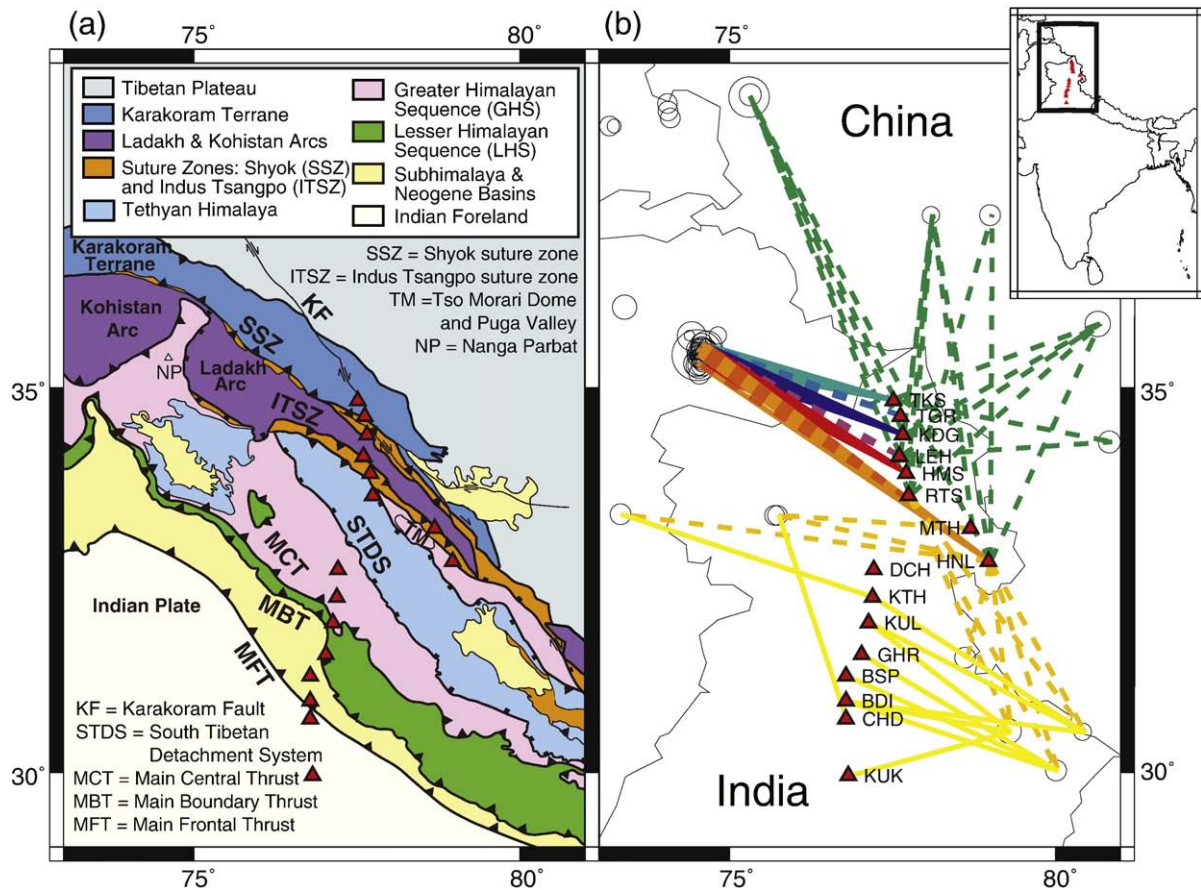 (a)
75
80
Tibetan Plateau
Karakoram Terrane
Ladakh & Kohistan Arcs
Suture Zones: Shyok (SSZ)
and Indus Tsangpo (ITSZ)
Tethyan Himalaya
Greater Himalayan
Sequence (GHS)
Lesser Himalayan
Sequence (LHS)
Subhimalaya &
Neogene Basins
Indian Foreland
SSZ = Shyok suture zone
ITSZ = Indus Tsangpo suture zone
TM =Tso Morari Dome
and Puga Valley
NP = Nanga Parbat
Karakoram
Terrane
Kohistan
Arc
KF
SSZ
NP
Ladakh
Arc
ITSZ
35
TM
STDS
MCT
Indian Plate
MBT
MFT
30
KF = Karakoram Fault
STDS = South Tibetan
Detachment System
MCT = Main Central Thrust
MBT = Main Boundary Thrust
MFT = Main Frontal Thrust
75
80
(b)
75
China
35
TKS
TGR
KDG
LEH
HMS
RTS
MTH
HNL
DCH
KTH
KUL
GHR
BSP
BDI
CHD
KUK
India
30
75
80